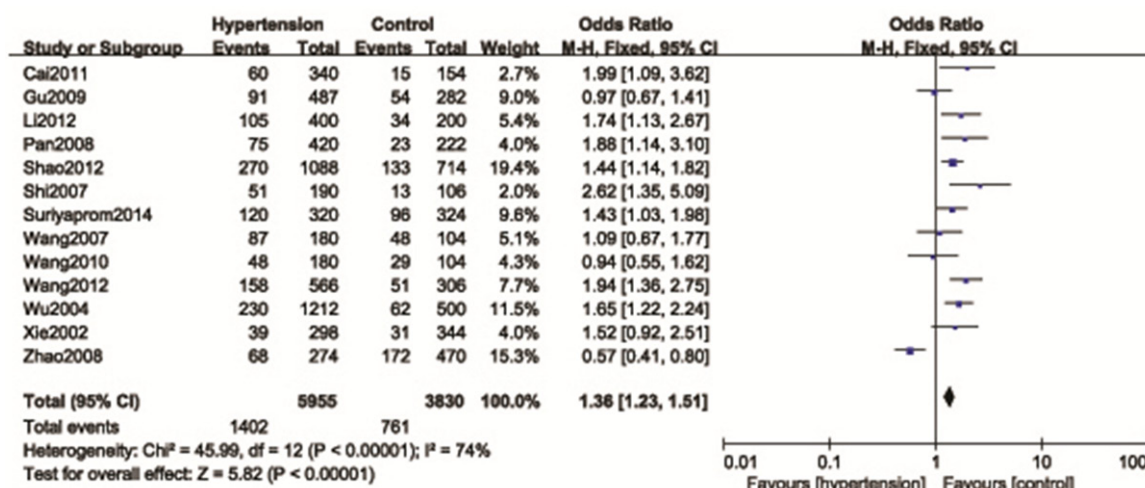 Hypertension Control Odds Ratio Odds Ratio
Study or Subgroup Events Total Events Total Weight M-H, Fixed, 95% CI M-H, Fixed, 95% CI
Cai2011 60 340 15 154 2.7% 1.99 [1.09, 3.62]
Gu2009 91 487 54 282 9.0% 0.97 [0.67, 1.41]
Li2012 105 400 34 200 5.4% 1.74 [1.13, 2.67]
Pan2008 75 420 23 222 4.0% 1.88 [1.14, 3.10]
Shao2012 270 1088 133 714 19.4% 1.44 [1.14, 1.82]
Shi2007 51 190 13 106 2.0% 2.62 [1.35, 5.09]
Suriyaprom2014 120 320 96 324 9.6% 1.43 [1.03, 1.98]
Wang2007 87 180 48 104 5.1% 1.09 [0.67, 1.77]
Wang2010 48 180 29 104 4.3% 0.94 [0.55, 1.62]
Wang2012 158 566 51 306 7.7% 1.94 [1.36, 2.75]
Wu2004 230 1212 62 500 11.5% 1.65 [1.22, 2.24]
Xie2002 39 298 31 344 4.0% 1.52 [0.92, 2.51]
Zhao2008 68 274 172 470 15.3% 0.57 [0.41, 0.80]
Total (95% CI) 5955 3830 100.0% 1.36 [1.23, 1.51]
Total events 1402 761
Heterogeneity: Chi² = 45.99, df = 12 (P < 0.00001); I² = 74%
Test for overall effect: Z = 5.82 (P < 0.00001)
0.01 0.1 1 10 100
Favours [hypertension] Favours [control]